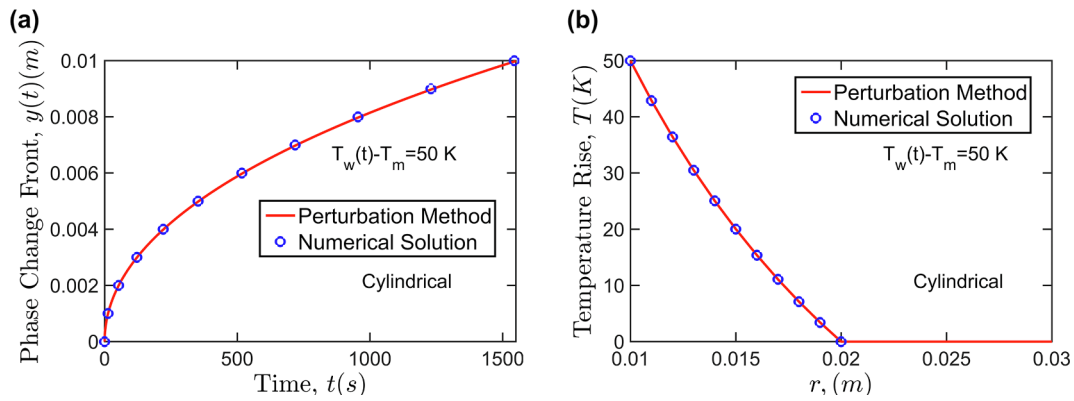 (a)
Phase Change Front, y(t)(m)
0.01
0.008
0.006
0.004
0.002
0
T_w(t)-T_m=50 K
Perturbation Method
Numerical Solution
Cylindrical
0 500 1000 1500
Time, t(s)
(b)
Temperature Rise, T(K)
50
40
30
20
10
0
Perturbation Method
Numerical Solution
T_w(t)-T_m=50 K
Cylindrical
0.01 0.015 0.02 0.025 0.03
r, (m)